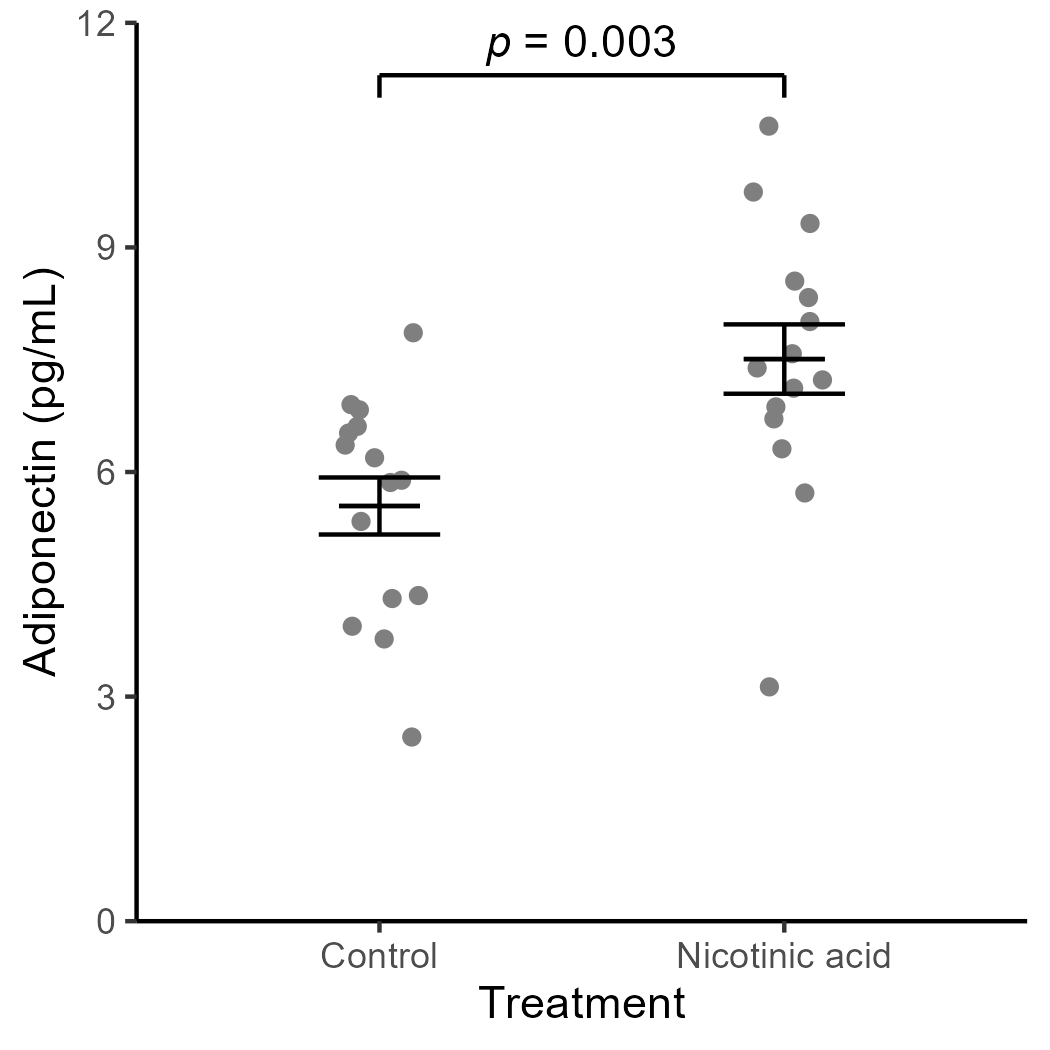 p = 0.003
12
9
6
3
0
Adiponectin (pg/mL)
Control
Nicotinic acid
Treatment